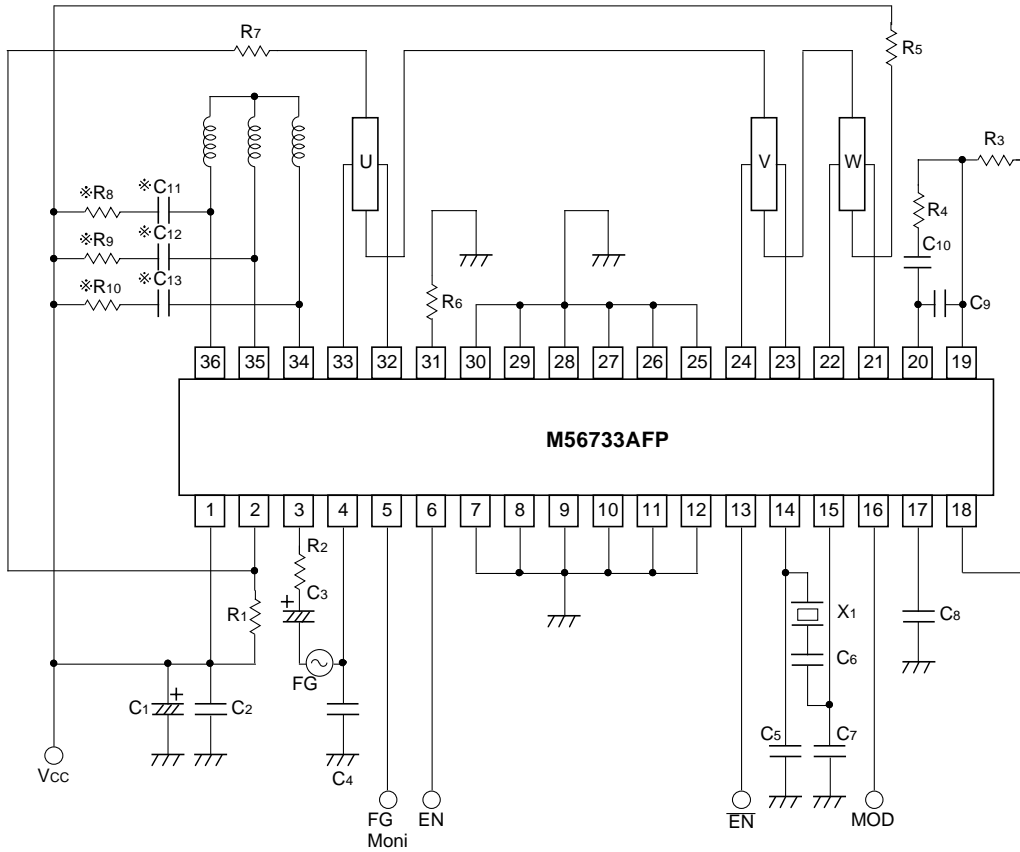 R7
R5
U
V
W
R3
※R8
※C11
R4
※R9
※C12
C10
※R10
※C13
R6
C9
36
35
34
33
32
31
30
29
28
27
26
25
24
23
22
21
20
19
M56733AFP
1
2
3
4
5
6
7
8
9
10
11
12
13
14
15
16
17
18
R2
C3
+
R1
X1
C8
C6
FG
C1
+
C2
C5
C7
C4
VCC
FG
Moni
EN
EN
MOD